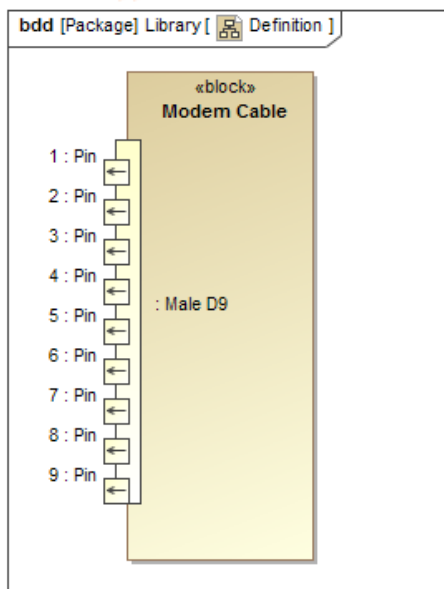 bdd [Package] Library [ Definition ]
«block»
Modem Cable
1 : Pin
2 : Pin
3 : Pin
4 : Pin
: Male D9
5 : Pin
6 : Pin
7 : Pin
8 : Pin
9 : Pin